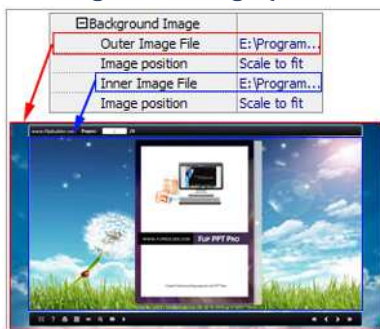 Background Image
Outer Image File E:\Program...
Image position Scale to fit
Inner Image File E:\Program...
Image position Scale to fit
FLIP PPT PRO